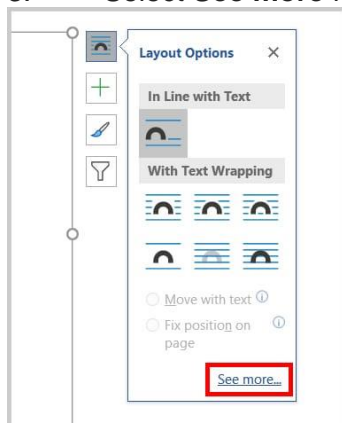 Layout Options
In Line with Text
With Text Wrapping
Move with text
Fix position on
page
See more...